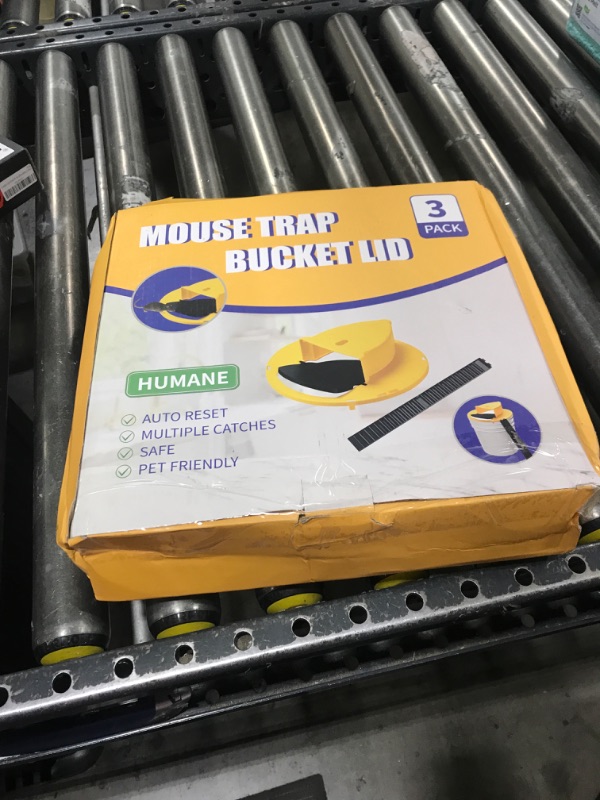 MOUSE TRAP
BUCKET LID
3
PACK
HUMANE
AUTO RESET
MULTIPLE CATCHES
SAFE
PET FRIENDLY